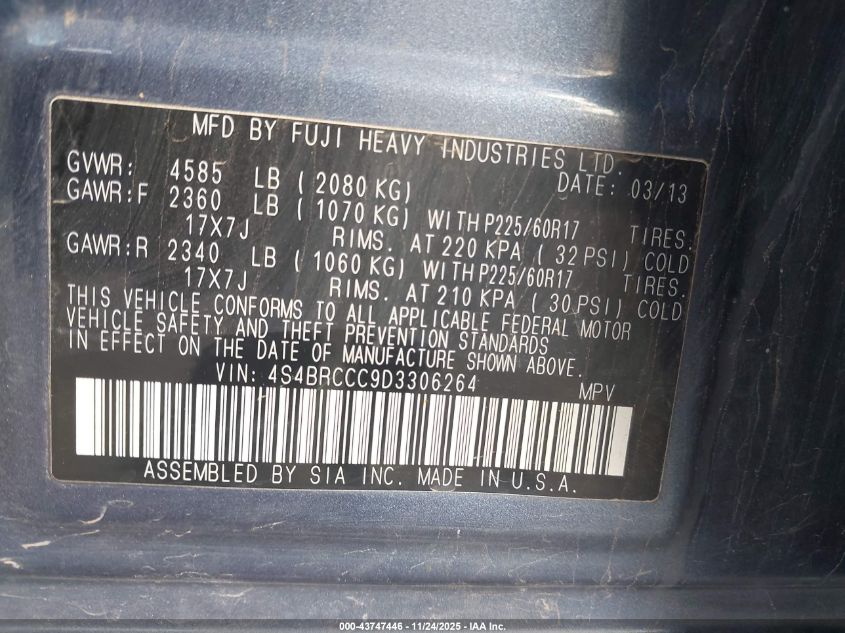 MFD BY FUJI HEAVY INDUSTRIES LTD.
GVWR: 4585 LB ( 2080 KG) DATE: 03/13
GAWR:F 2360 LB ( 1070 KG) WITH P225/60R17 TIRES.
17X7J RIMS. AT 220 KPA ( 32 PSI) COLD
GAWR:R 2340 LB ( 1060 KG) WITH P225/60R17 TIRES.
17X7J RIMS. AT 210 KPA ( 30 PSI) COLD
THIS VEHICLE CONFORMS TO ALL APPLICABLE FEDERAL MOTOR
VEHICLE SAFETY AND THEFT PREVENTION STANDARDS
IN EFFECT ON THE DATE OF MANUFACTURE SHOWN ABOVE.
VIN: 4S4BRCCC9D3306264 MPV
ASSEMBLED BY SIA INC. MADE IN U.S.A.
000-43747446 - 11/24/2025 - IAA Inc.